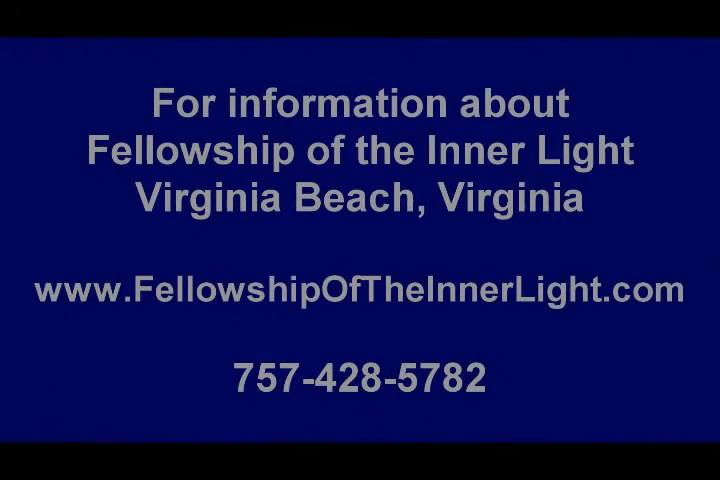 For information about
Fellowship of the Inner Light
Virginia Beach, Virginia
www.FellowshipOfTheInnerLight.com
757-428-5782